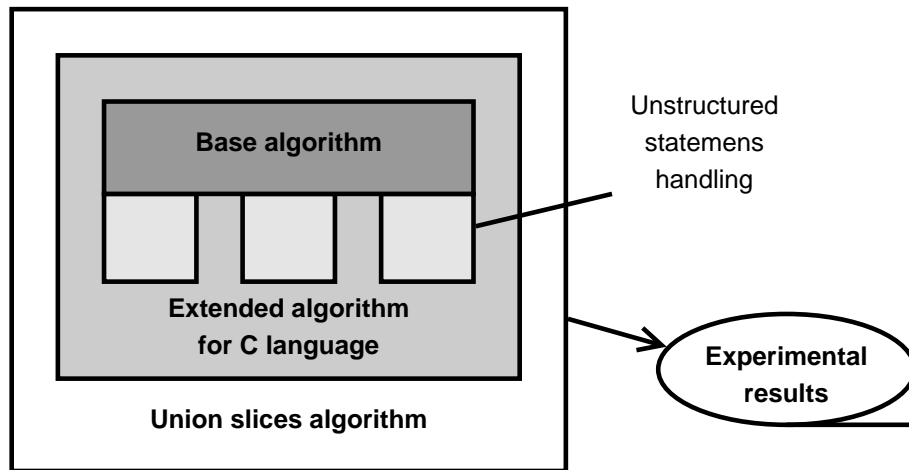 Base algorithm
Unstructured
statemens
handling
Extended algorithm
for C language
Experimental
results
Union slices algorithm